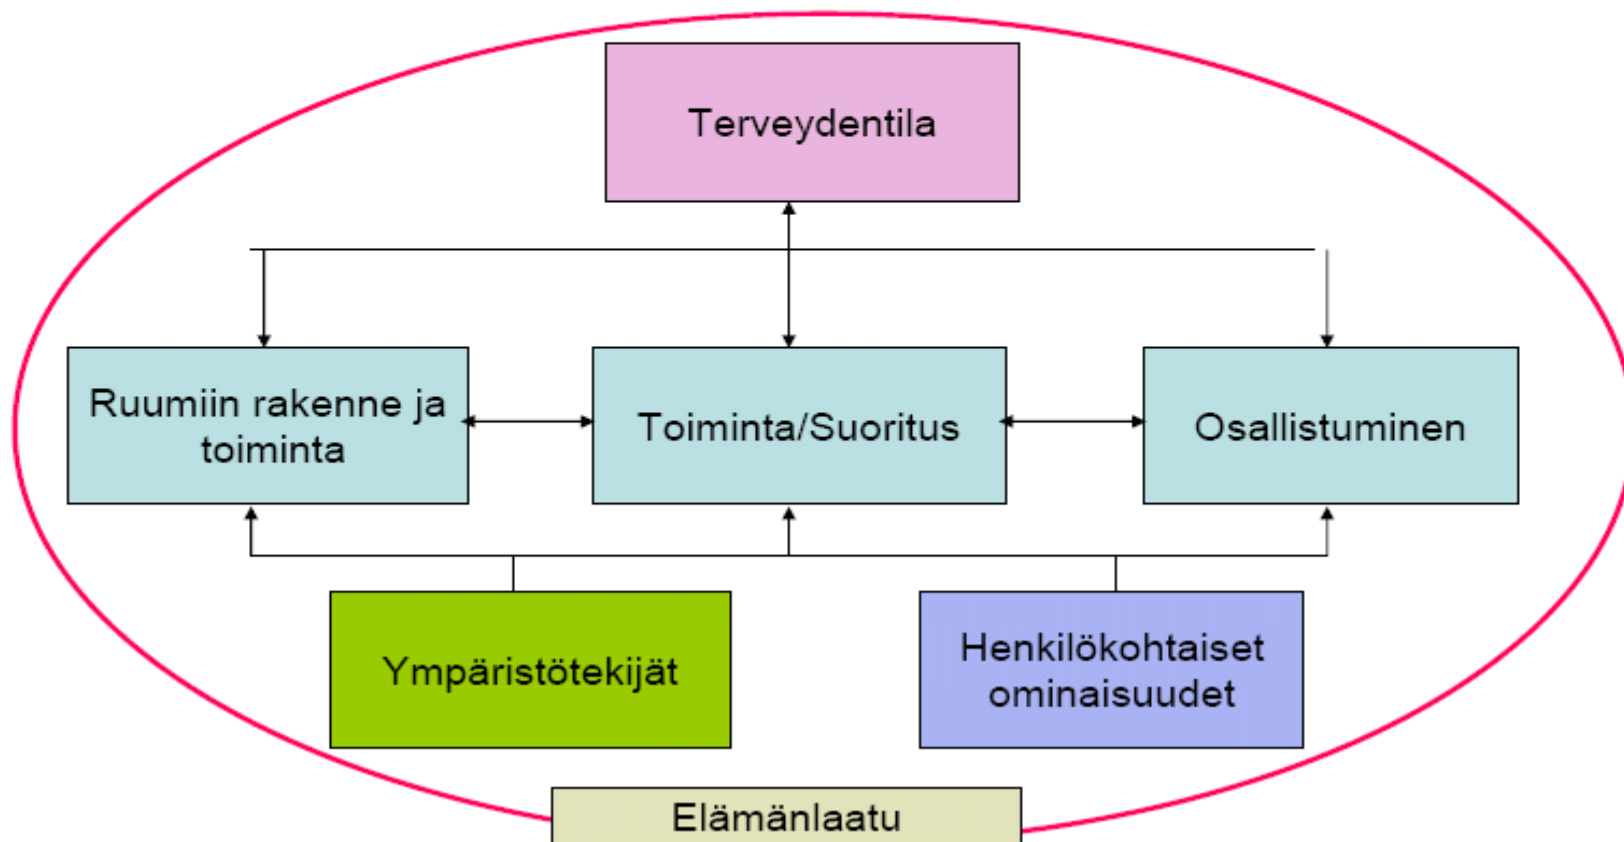 Terveydentila
Ruumiin rakenne ja
toiminta
Toiminta/Suoritus
Osallistuminen
Ympäristötekijät
Henkilökohtaiset
ominaisuudet
Elämänlaatu